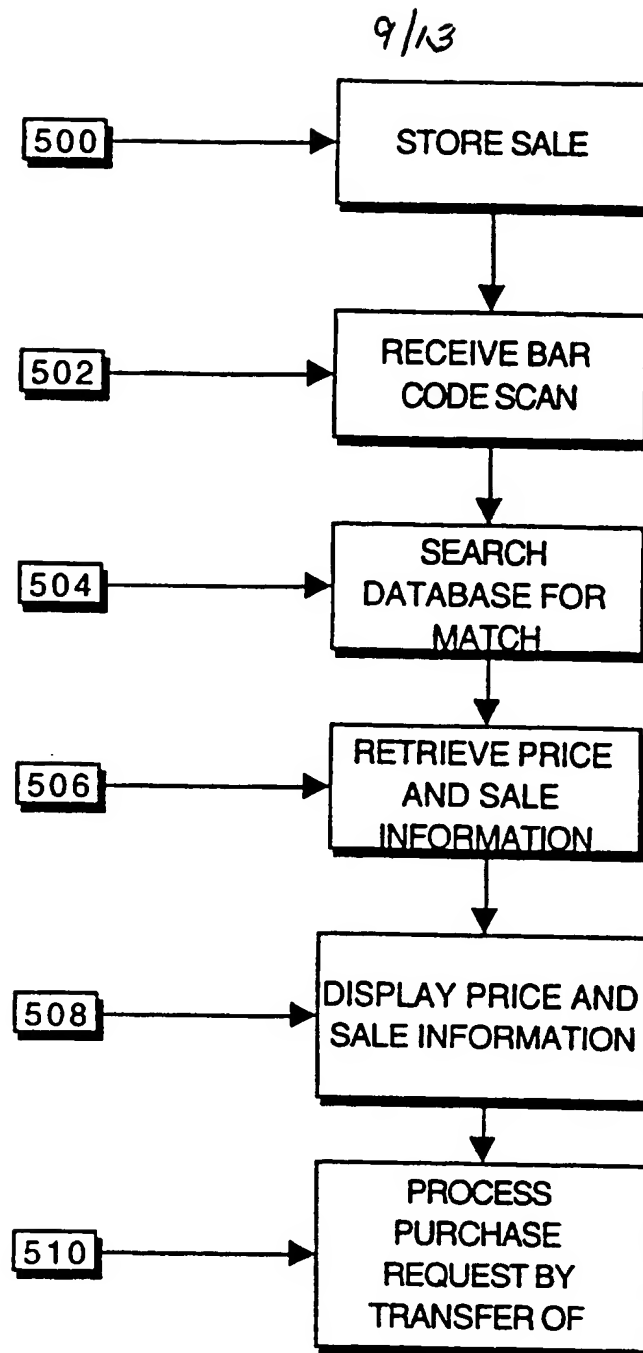 9/13
500
STORE SALE
502
RECEIVE BAR
CODE SCAN
504
SEARCH
DATABASE FOR
MATCH
506
RETRIEVE PRICE
AND SALE
INFORMATION
508
DISPLAY PRICE AND
SALE INFORMATION
510
PROCESS
PURCHASE
REQUEST BY
TRANSFER OF